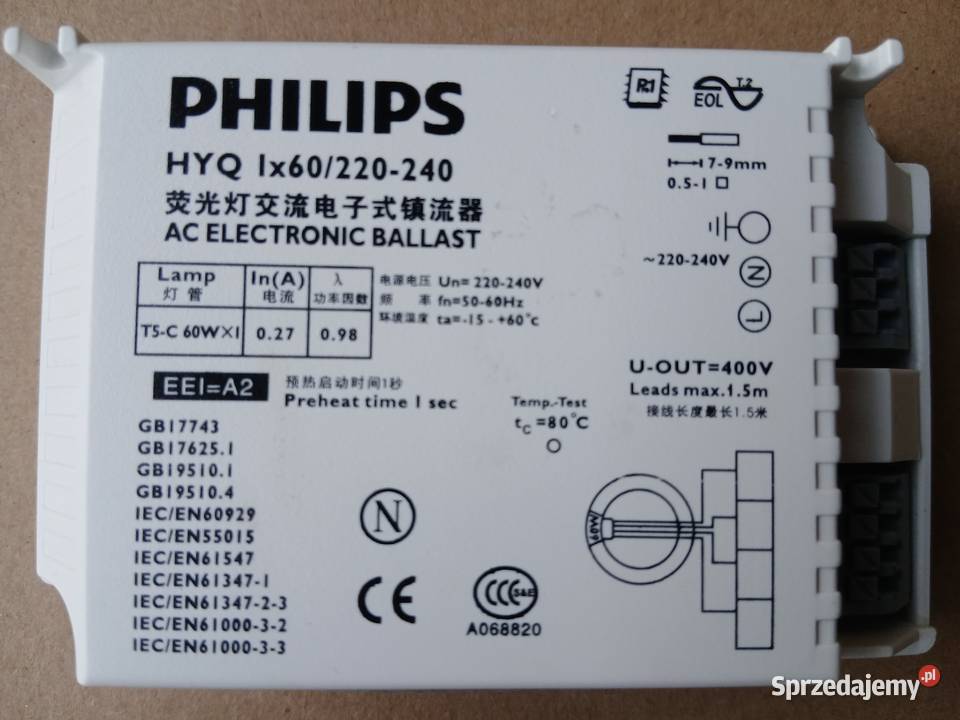 PHILIPS
HYQ 1x60/220-240
荧光灯交流电子式镇流器
AC ELECTRONIC BALLAST
Lamp In(A) λ
灯管 电流 功率因数
T5-C 60W×1 0.27 0.98
电源电压 Un= 220-240V
频 率 fn=50-60Hz
环境温度 ta=-15 - +60°c
EEI=A2
预热启动时间1秒
Preheat time 1 sec
GB17743
GB17625.1
GB19510.1
GB19510.4
IEC/EN60929
IEC/EN55015
IEC/EN61547
IEC/EN61347-1
IEC/EN61347-2-3
IEC/EN61000-3-2
IEC/EN61000-3-3
N
CE
CCC S&E
A068820
Temp.-Test
tc=80°C
R:1
EOL T2
7-9mm
0.5-1 □
~220-240V
N
L
U-OUT=400V
Leads max.1.5m
接线长度最长1.5米
60W
Sprzedajemy.pl